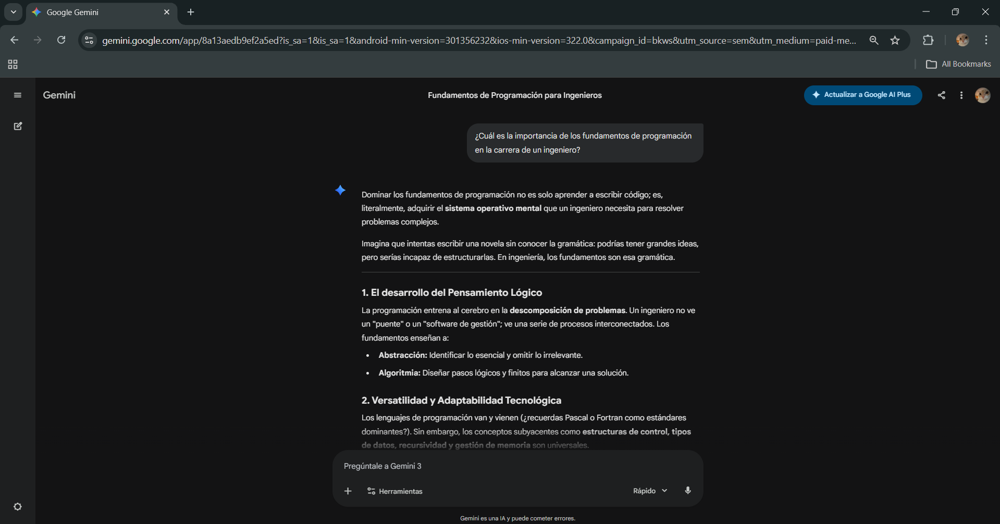 Google Gemini
gemini.google.com/app/8a13aedb9ef2a5ed?is_sa=1&is_sa=1&android-min-version=301356232&ios-min-version=322.0&campaign_id=bkws&utm_source=sem&utm_medium=paid-me...
All Bookmarks
Gemini
Fundamentos de Programación para Ingenieros
Actualizar a Google AI Plus
¿Cuál es la importancia de los fundamentos de programación
en la carrera de un ingeniero?
Dominar los fundamentos de programación no es solo aprender a escribir código; es,
literalmente, adquirir el sistema operativo mental que un ingeniero necesita para resolver
problemas complejos.
Imagina que intentas escribir una novela sin conocer la gramática: podrías tener grandes ideas,
pero serías incapaz de estructurarlas. En ingeniería, los fundamentos son esa gramática.
1. El desarrollo del Pensamiento Lógico
La programación entrena al cerebro en la descomposición de problemas. Un ingeniero no ve
un "puente" o un "software de gestión"; ve una serie de procesos interconectados. Los
fundamentos enseñan a:
• Abstracción: Identificar lo esencial y omitir lo irrelevante.
• Algoritmia: Diseñar pasos lógicos y finitos para alcanzar una solución.
2. Versatilidad y Adaptabilidad Tecnológica
Los lenguajes de programación van y vienen (¿recuerdas Pascal o Fortran como estándares
dominantes?). Sin embargo, los conceptos subyacentes como estructuras de control, tipos
de datos, recursividad y gestión de memoria son universales.
Pregúntale a Gemini 3
Herramientas
Rápido
Gemini es una IA y puede cometer errores.